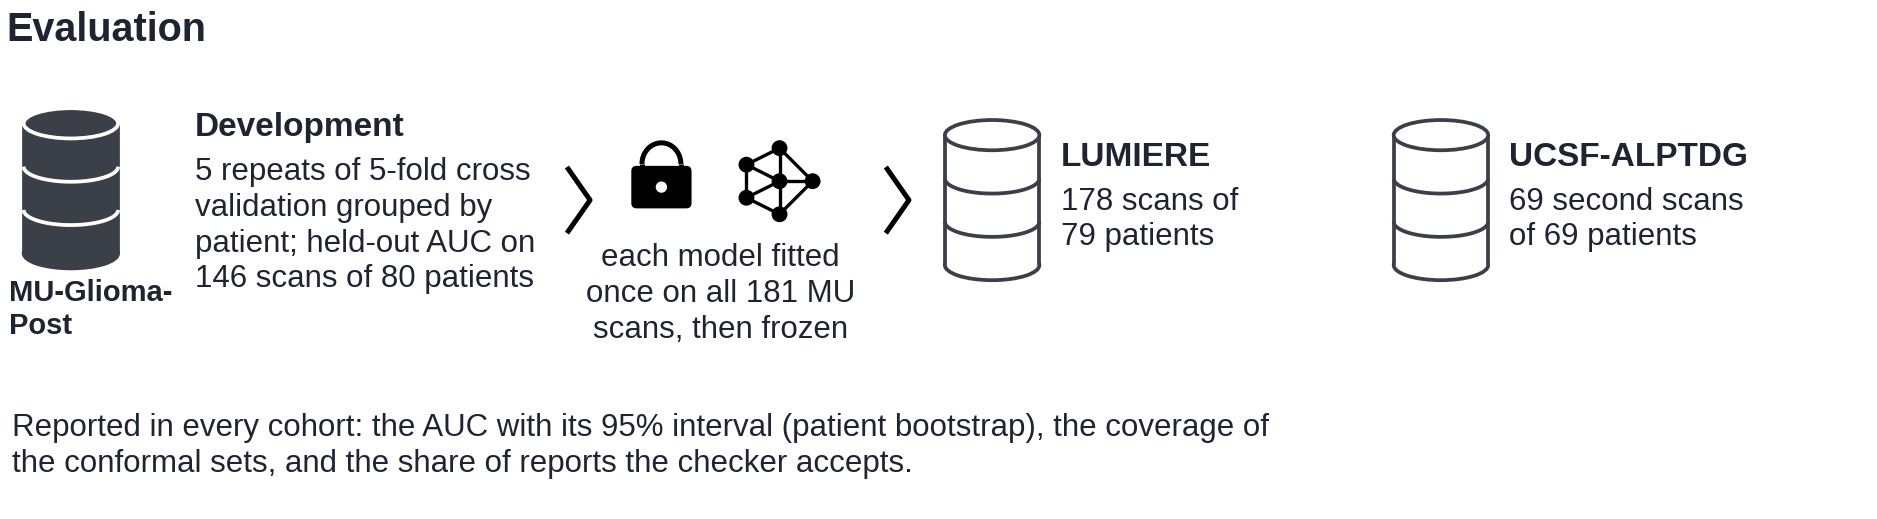 Evaluation
MU-Glioma-
Post
Development
5 repeats of 5-fold cross
validation grouped by
patient; held-out AUC on
146 scans of 80 patients
each model fitted
once on all 181 MU
scans, then frozen
LUMIERE
178 scans of
79 patients
UCSF-ALPTDG
69 second scans
of 69 patients
Reported in every cohort: the AUC with its 95% interval (patient bootstrap), the coverage of
the conformal sets, and the share of reports the checker accepts.